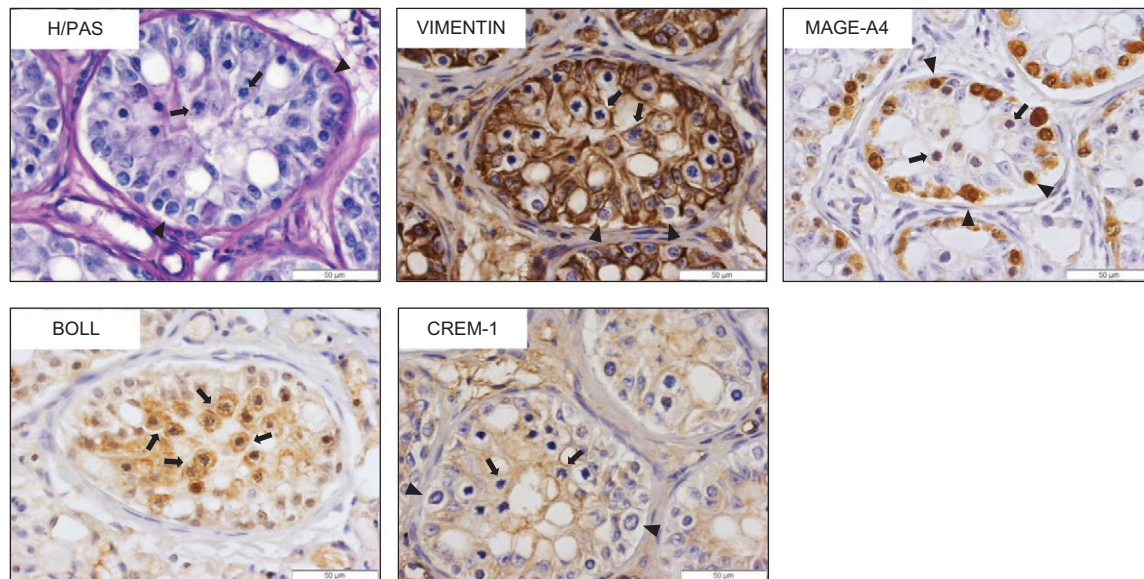 H/PAS
VIMENTIN
MAGE-A4
50 µm
50 µm
50 µm
BOLL
CREM-1
50 µm
50 µm